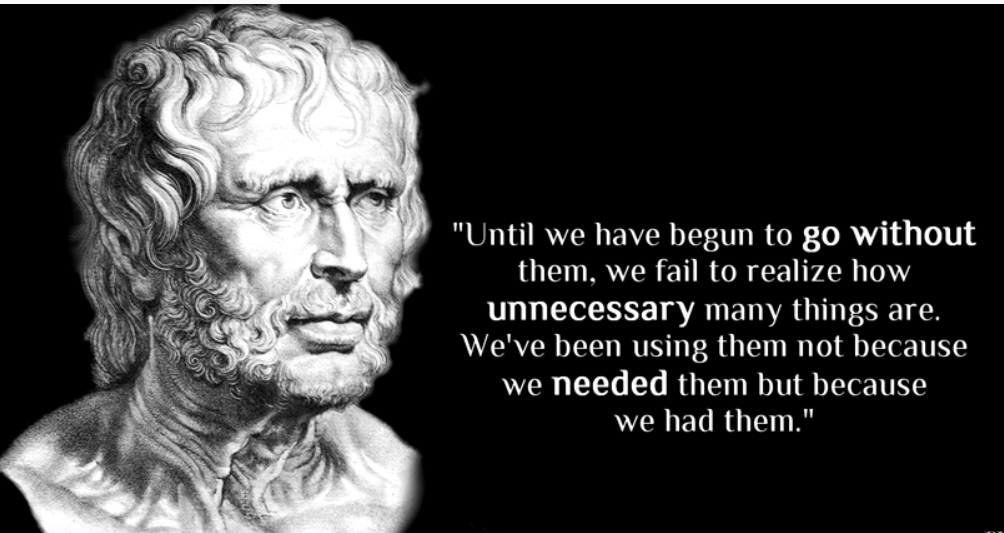 "Until we have begun to go without
them, we fail to realize how
unnecessary many things are.
We've been using them not because
we needed them but because
we had them."